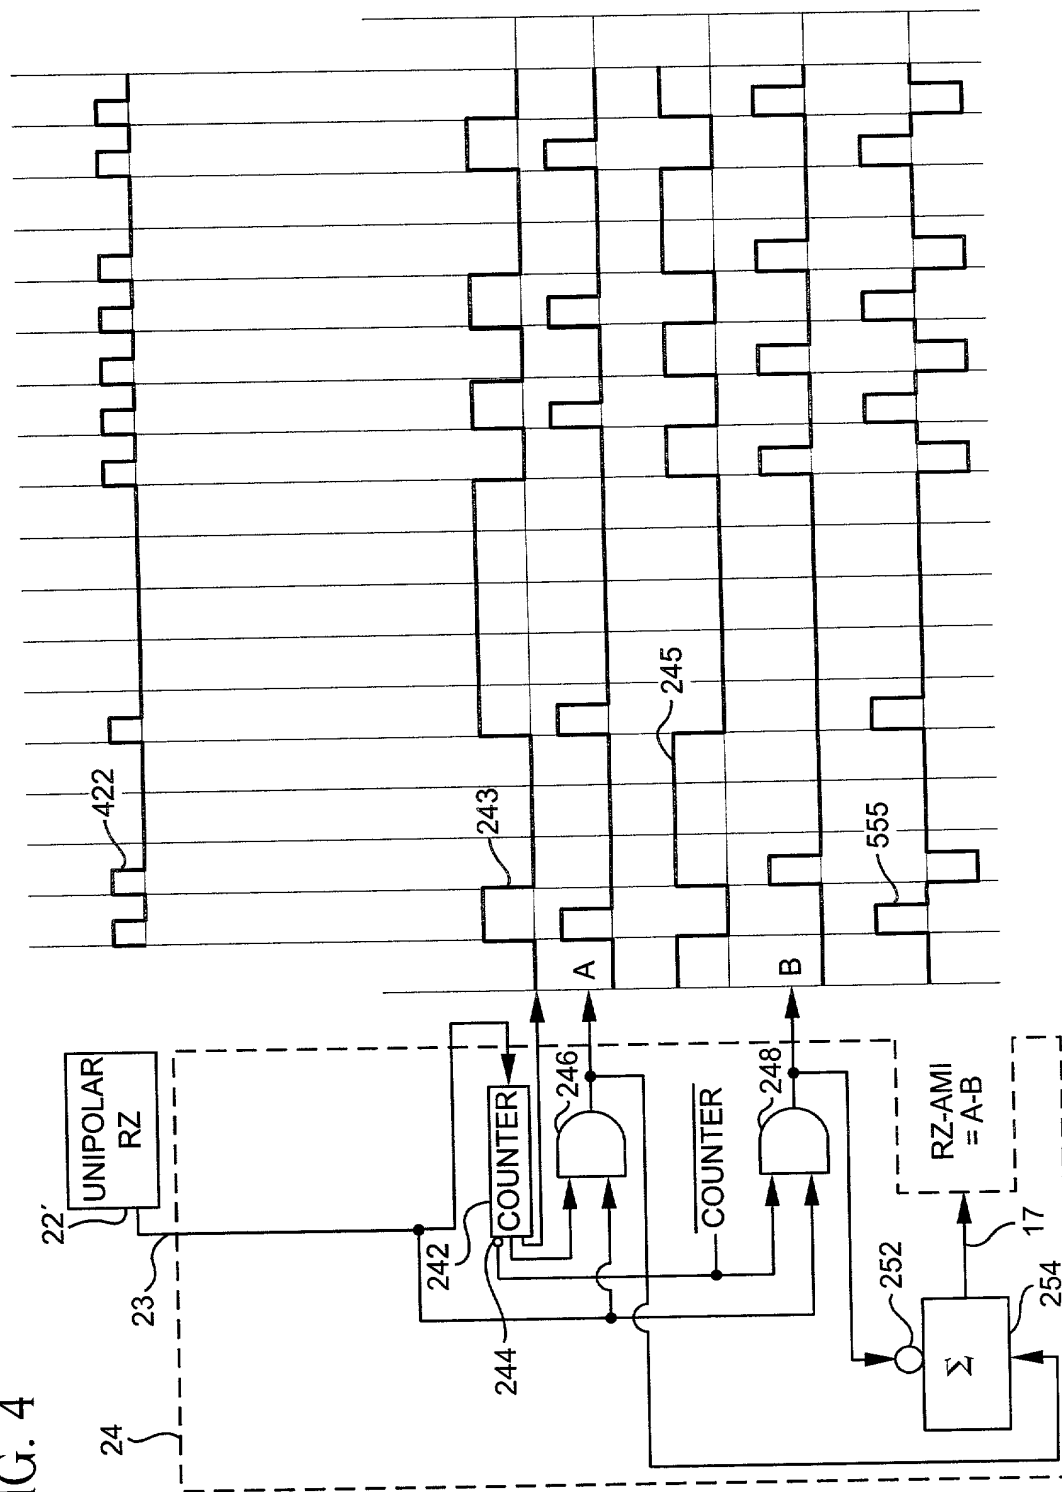 IG. 4
24
23
22'
UNIPOLAR
RZ
422
242
COUNTER
244
243
246
A
245
COUNTER
248
B
252
Σ
254
17
RZ-AMI
= A-B
555